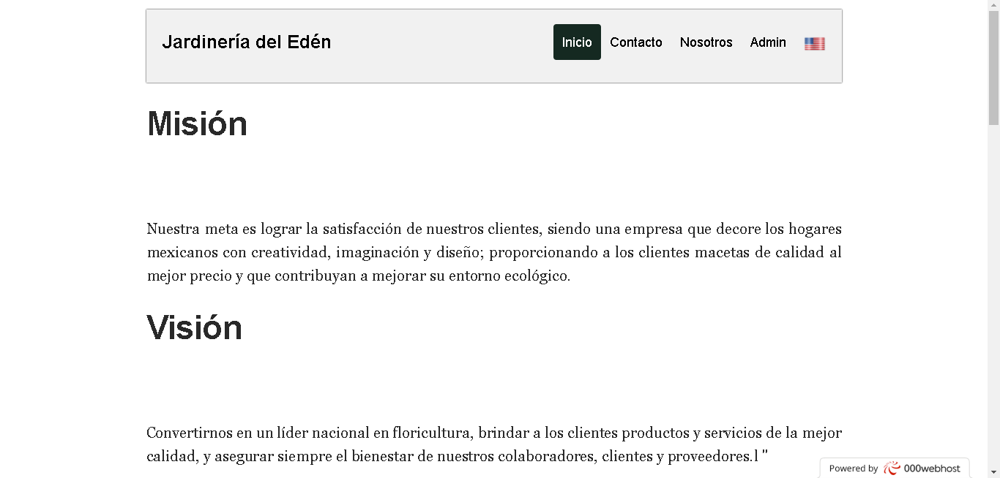 Jardinería del Edén
Inicio Contacto Nosotros Admin
Misión
Nuestra meta es lograr la satisfacción de nuestros clientes, siendo una empresa que decore los hogares
mexicanos con creatividad, imaginación y diseño; proporcionando a los clientes macetas de calidad al
mejor precio y que contribuyan a mejorar su entorno ecológico.
Visión
Convertirnos en un líder nacional en floricultura, brindar a los clientes productos y servicios de la mejor
calidad, y asegurar siempre el bienestar de nuestros colaboradores, clientes y proveedores.l "
Powered by 000webhost